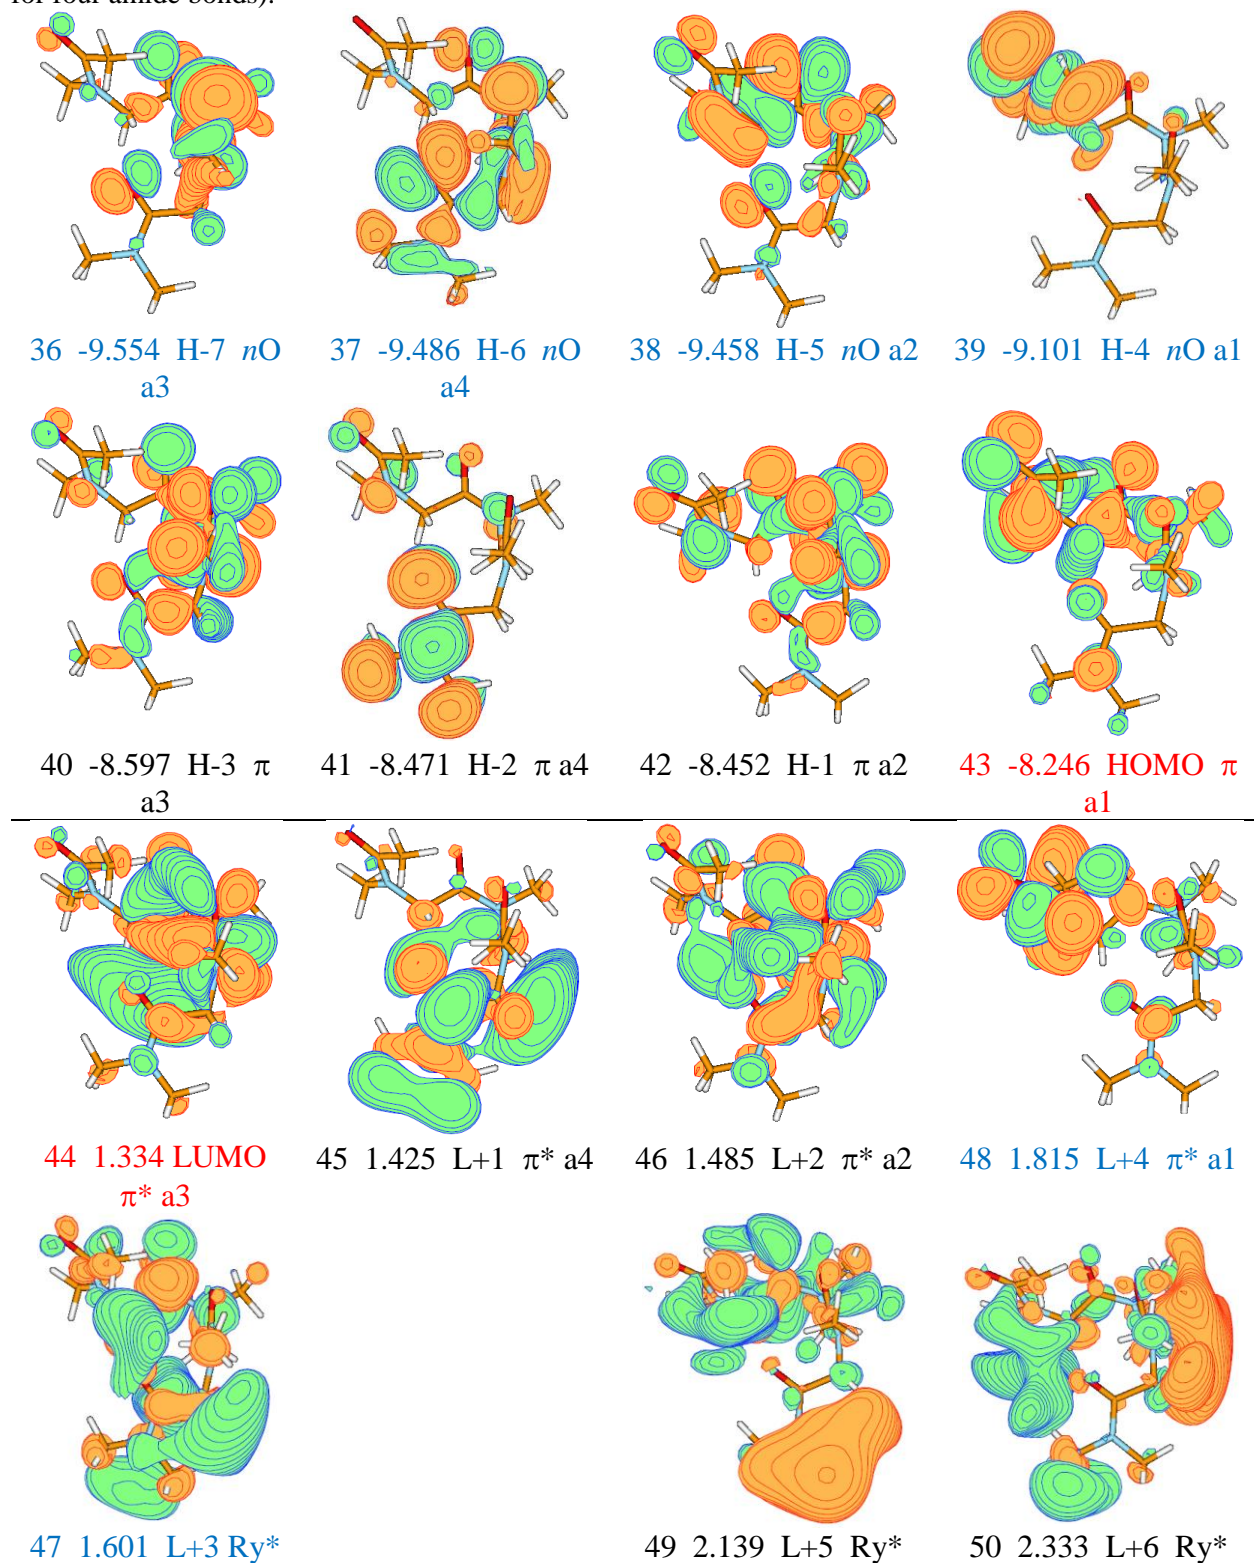 for four amide bonds).
36 -9.554 H-7 nO
a3
37 -9.486 H-6 nO
a4
38 -9.458 H-5 nO a2
39 -9.101 H-4 nO a1
40 -8.597 H-3 π
a3
41 -8.471 H-2 π a4
42 -8.452 H-1 π a2
43 -8.246 HOMO π
a1
44 1.334 LUMO
π* a3
45 1.425 L+1 π* a4
46 1.485 L+2 π* a2
48 1.815 L+4 π* a1
47 1.601 L+3 Ry*
49 2.139 L+5 Ry*
50 2.333 L+6 Ry*